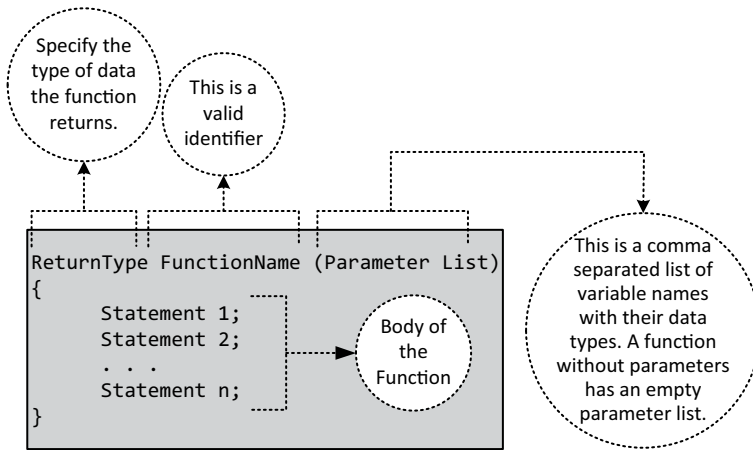 Specify the
type of data
the function
returns.
This is a
valid
identifier
ReturnType FunctionName (Parameter List)
{
Statement 1;
Statement 2;
. . .
Statement n;
}
Body of
the
Function
This is a comma
separated list of
variable names
with their data
types. A function
without parameters
has an empty
parameter list.